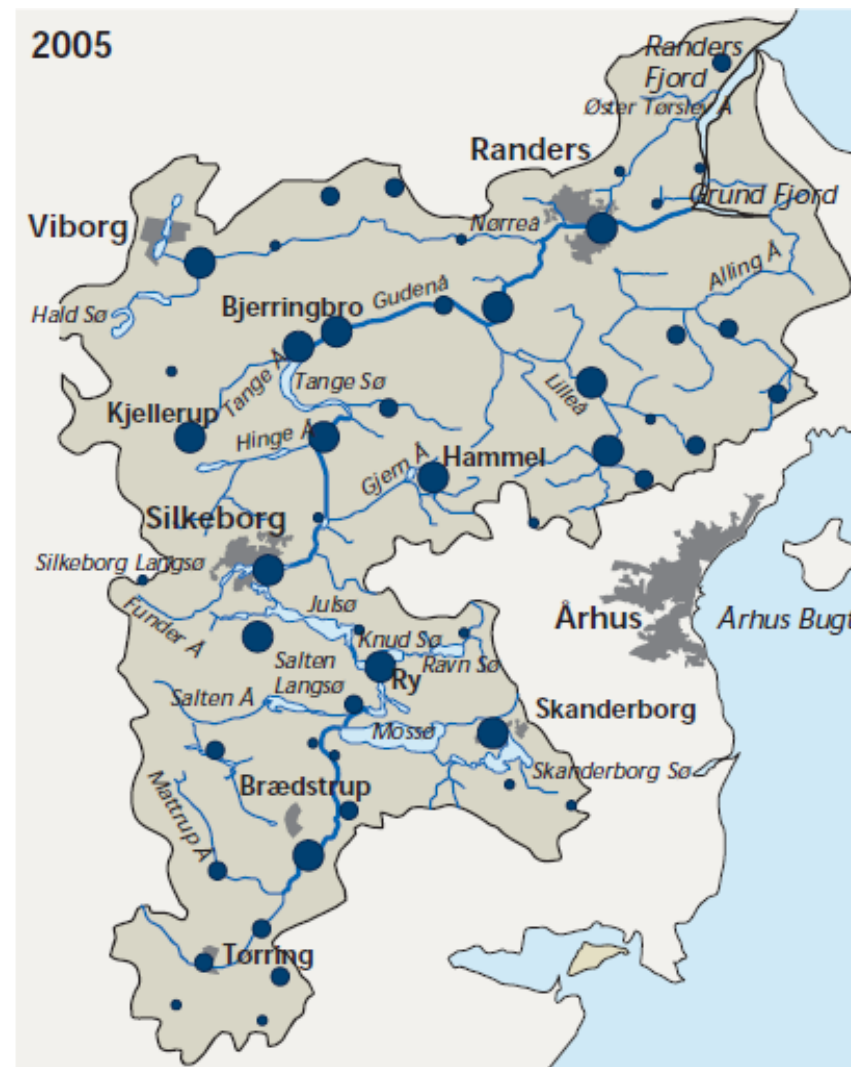 2005
Randers
Fjord
Øster Tørslev Å
Randers
Grund Fjord
Viborg
Nørreå
Alling Å
Gudenå
Hald Sø
Bjerringbro
Tange Å
Tange Sø
Lilleå
Kjellerup
Hinge Å
Gjern Å
Hammel
Silkeborg
Silkeborg Langsø
Julsø
Århus
Århus Bugt
Funder Å
Knud Sø
Ravn Sø
Salten
Langsø
Ry
Salten Å
Mossø
Skanderborg
Skanderborg Sø
Brædstrup
Mattrup Å
Tørring